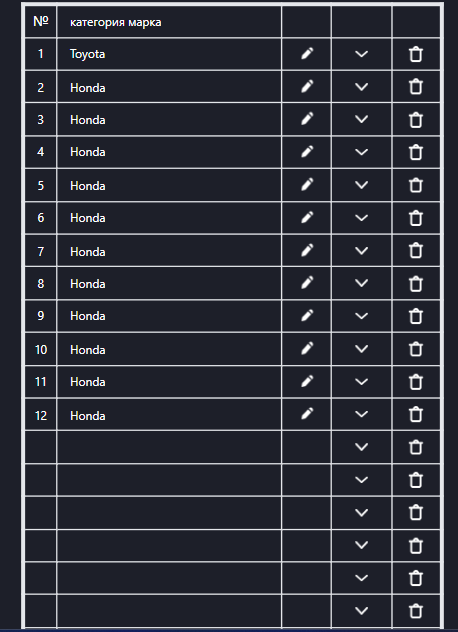 № категория марка
1 Toyota
2 Honda
3 Honda
4 Honda
5 Honda
6 Honda
7 Honda
8 Honda
9 Honda
10 Honda
11 Honda
12 Honda